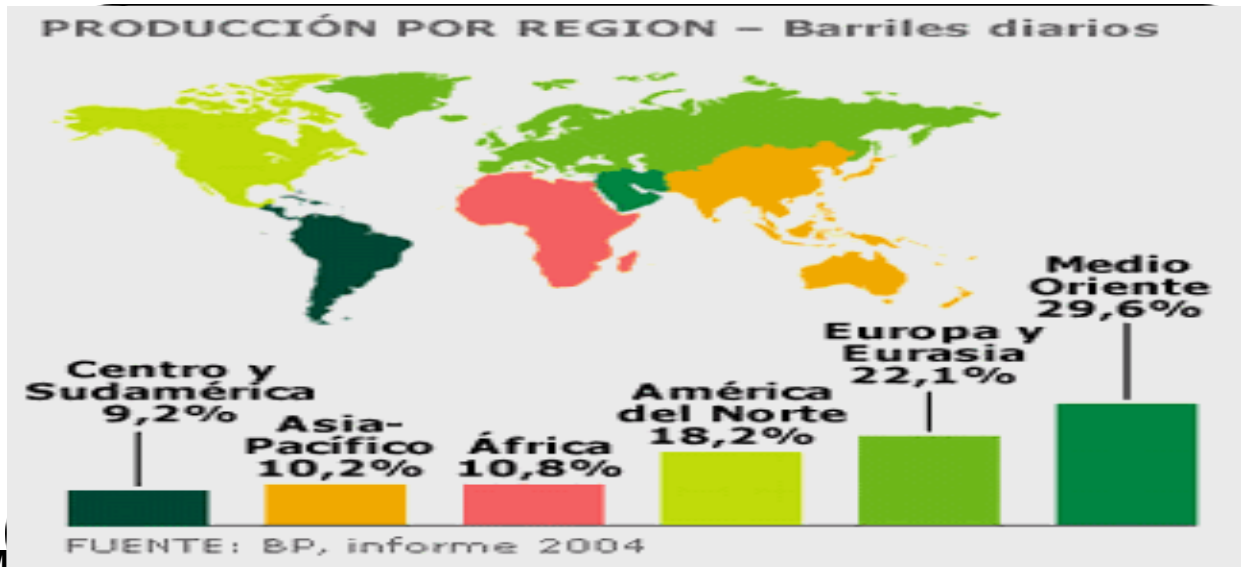 PRODUCCIÓN POR REGION – Barriles diarios
Medio
Oriente
29,6%
Europa y
Eurasia
22,1%
Centro y
Sudamérica
9,2%
América
del Norte
18,2%
Asia-
Pacífico
10,2%
África
10,8%
FUENTE: BP, informe 2004